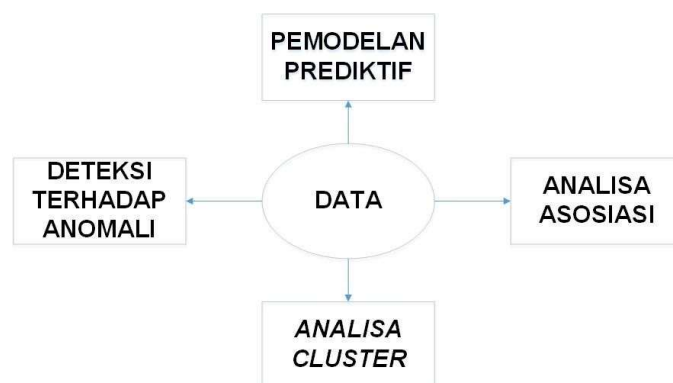 PEMODELAN
PREDIKTIF
DETEKSI
TERHADAP
ANOMALI
DATA
ANALISA
ASOSIASI
ANALISA
CLUSTER